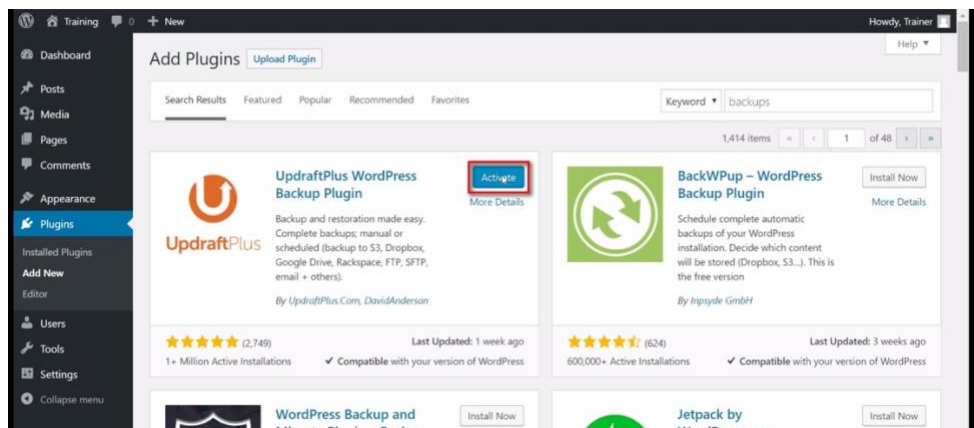 Training 0 + New Howdy, Trainer
Help ▼
Dashboard
Posts
Media
Pages
Comments
Appearance
Plugins
Installed Plugins
Add New
Editor
Users
Tools
Settings
Collapse menu
Add Plugins Upload Plugin
Search Results Featured Popular Recommended Favorites Keyword ▼ backups
1,414 items « ‹ 1 of 48 › »
UpdraftPlus
UpdraftPlus WordPress
Backup Plugin
Activate
More Details
Backup and restoration made easy.
Complete backups; manual or
scheduled (backup to S3, Dropbox,
Google Drive, Rackspace, FTP, SFTP,
email + others).
By UpdraftPlus.Com, DavidAnderson
(2,749) Last Updated: 1 week ago
1+ Million Active Installations ✔ Compatible with your version of WordPress
BackWPup – WordPress
Backup Plugin
Install Now
More Details
Schedule complete automatic
backups of your WordPress
installation. Decide which content
will be stored (Dropbox, S3...). This is
the free version
By Inpsyde GmbH
(624) Last Updated: 3 weeks ago
600,000+ Active Installations ✔ Compatible with your version of WordPress
WordPress Backup and
Install Now
Jetpack by
Install Now